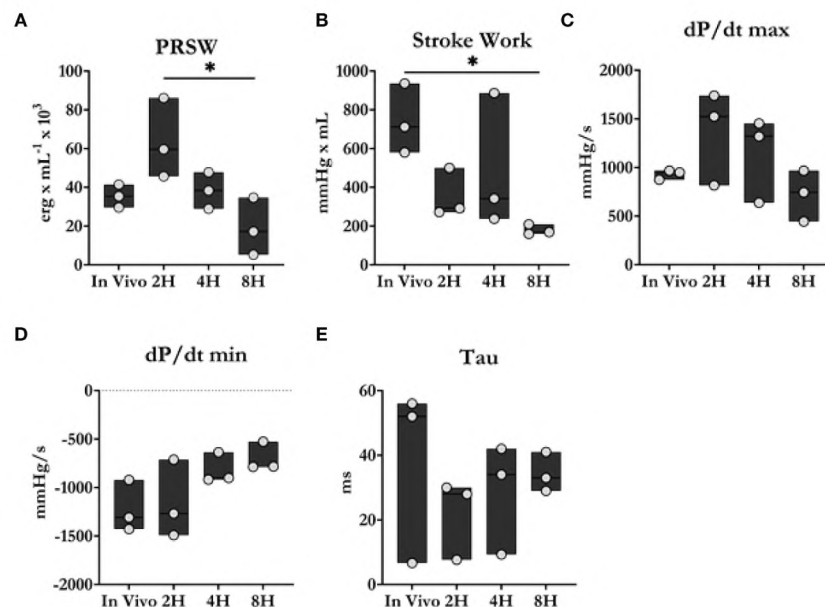 A
PRSW
*
100
80
60
40
20
0
erg x mL⁻¹ x 10³
In Vivo 2H 4H 8H
B
Stroke Work
*
1000
800
600
400
200
0
mmHg x mL
In Vivo 2H 4H 8H
C
dP/dt max
2000
1500
1000
500
0
mmHg/s
In Vivo 2H 4H 8H
D
dP/dt min
0
-500
-1000
-1500
-2000
mmHg/s
In Vivo 2H 4H 8H
E
Tau
60
40
20
0
ms
In Vivo 2H 4H 8H